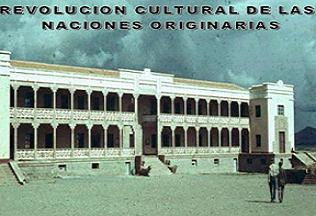 REVOLUCION CULTURAL DE LAS
NACIONES ORIGINARIAS